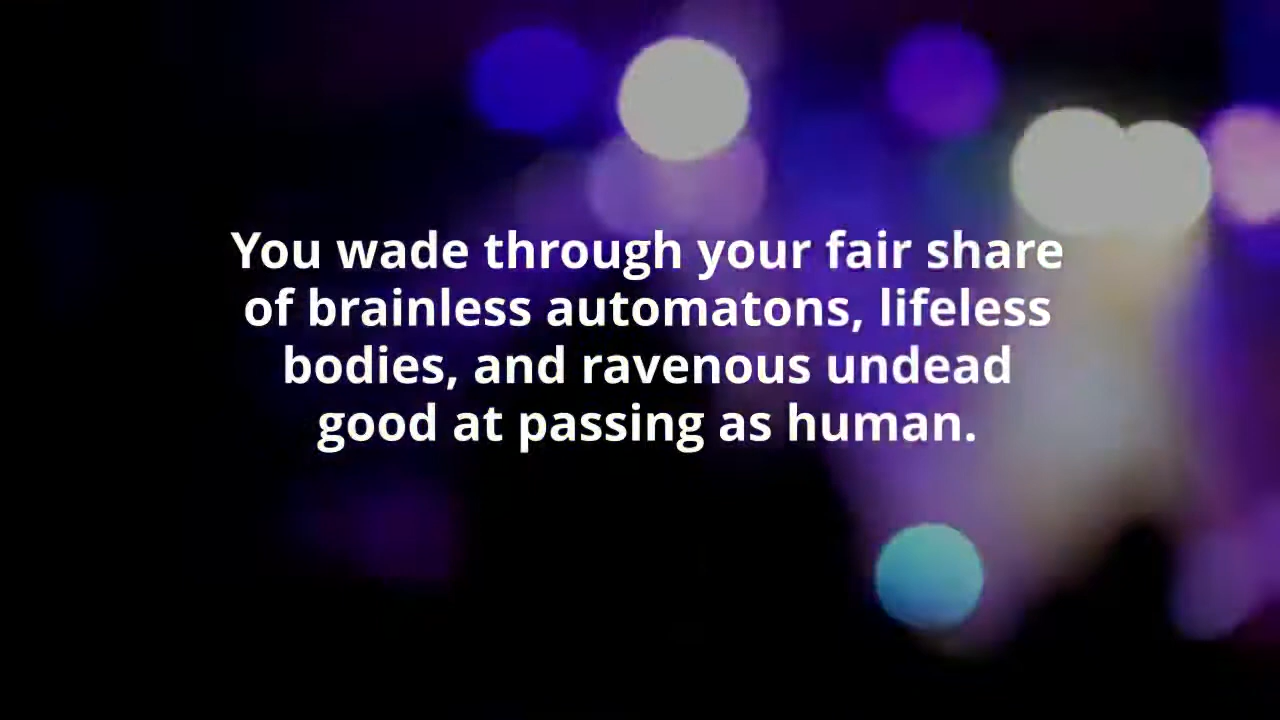 You wade through your fair share
of brainless automatons, lifeless
bodies, and ravenous undead
good at passing as human.